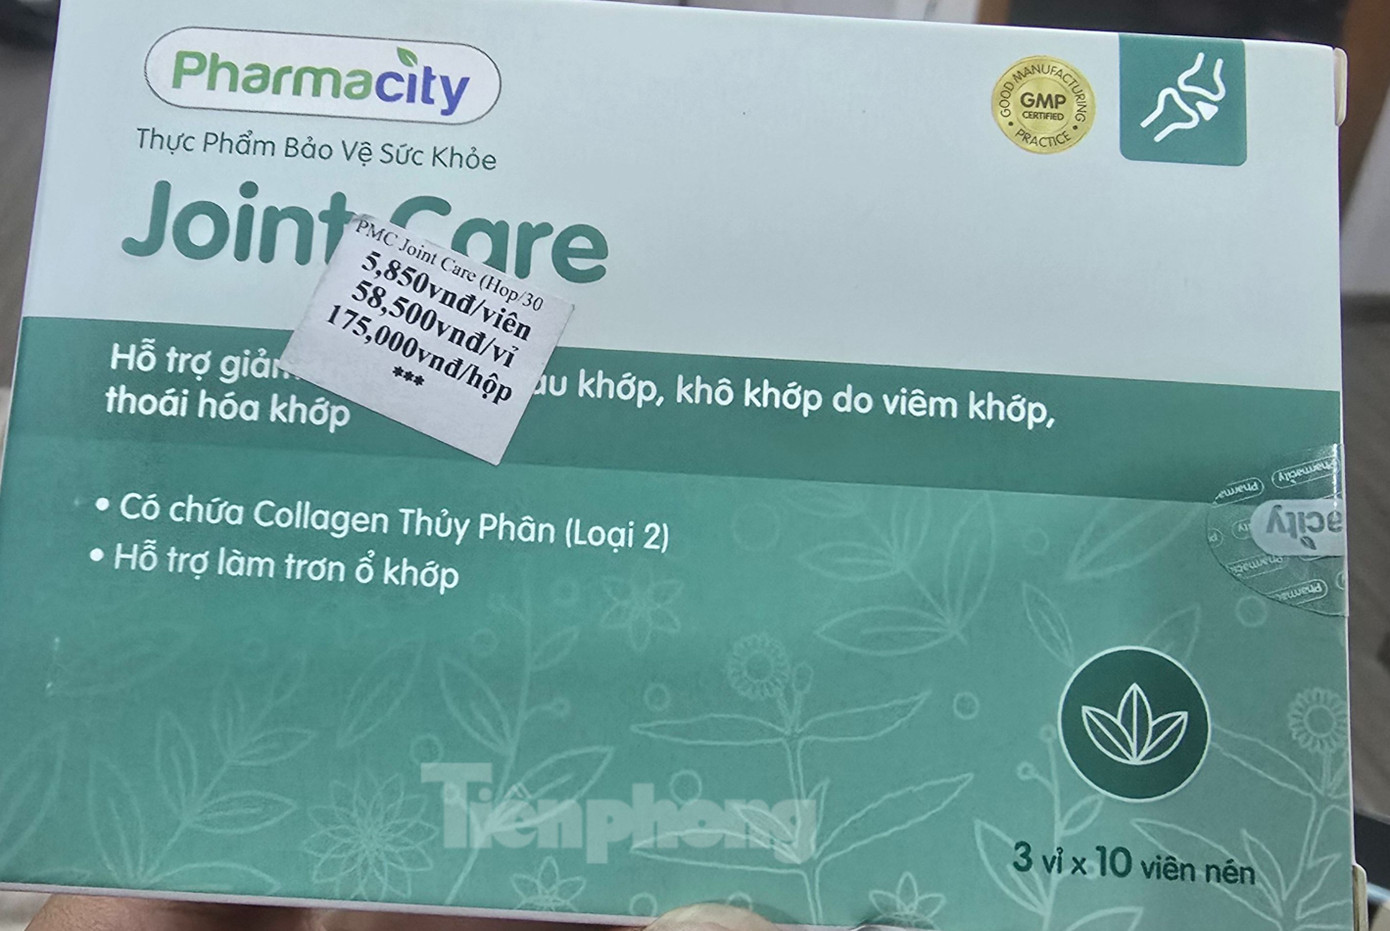 Pharmacity
Thực Phẩm Bảo Vệ Sức Khỏe
GOOD MANUFACTURING
GMP
CERTIFIED
PRACTICE
Joint Care
PMC Joint Care (Hop/30
5,850vnđ/viên
58,500vnđ/vỉ
175,000vnđ/hộp
***
Hỗ trợ khớp, khô khớp do viêm khớp,
thoái hóa khớp
• Có chứa Collagen Thủy Phân (Loại 2)
• Hỗ trợ làm trơn ổ khớp
Pharmacity
Tiền phong
3 vỉ x 10 viên nén